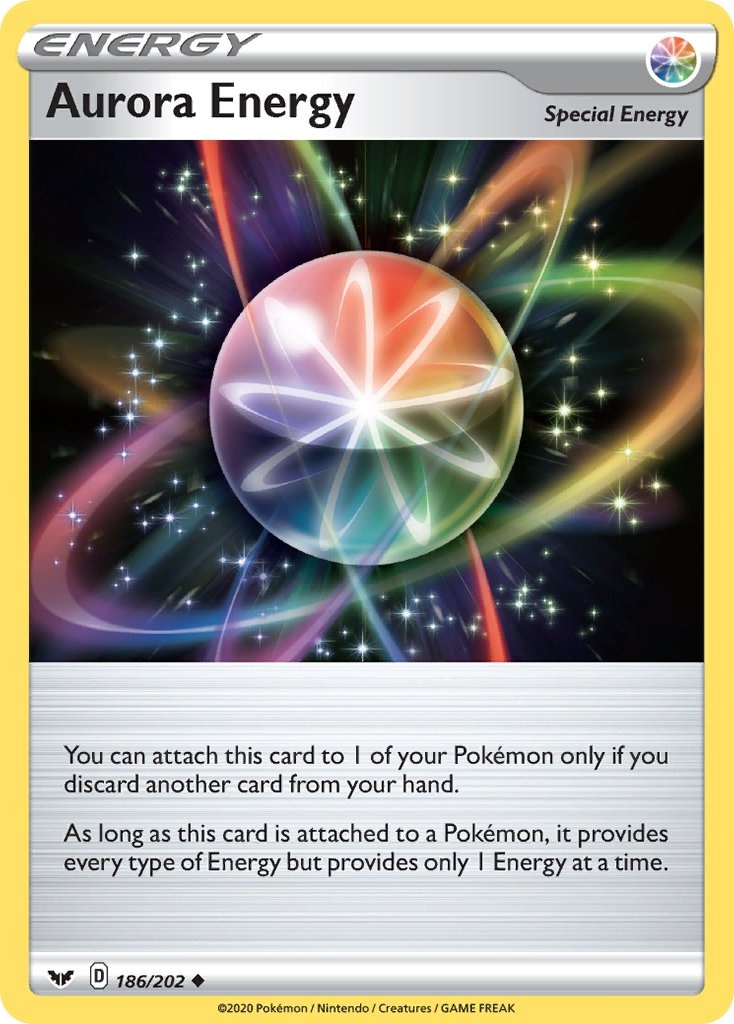 ENERGY
Aurora Energy
Special Energy
You can attach this card to 1 of your Pokémon only if you
discard another card from your hand.
As long as this card is attached to a Pokémon, it provides
every type of Energy but provides only 1 Energy at a time.
D 186/202
©2020 Pokémon / Nintendo / Creatures / GAME FREAK